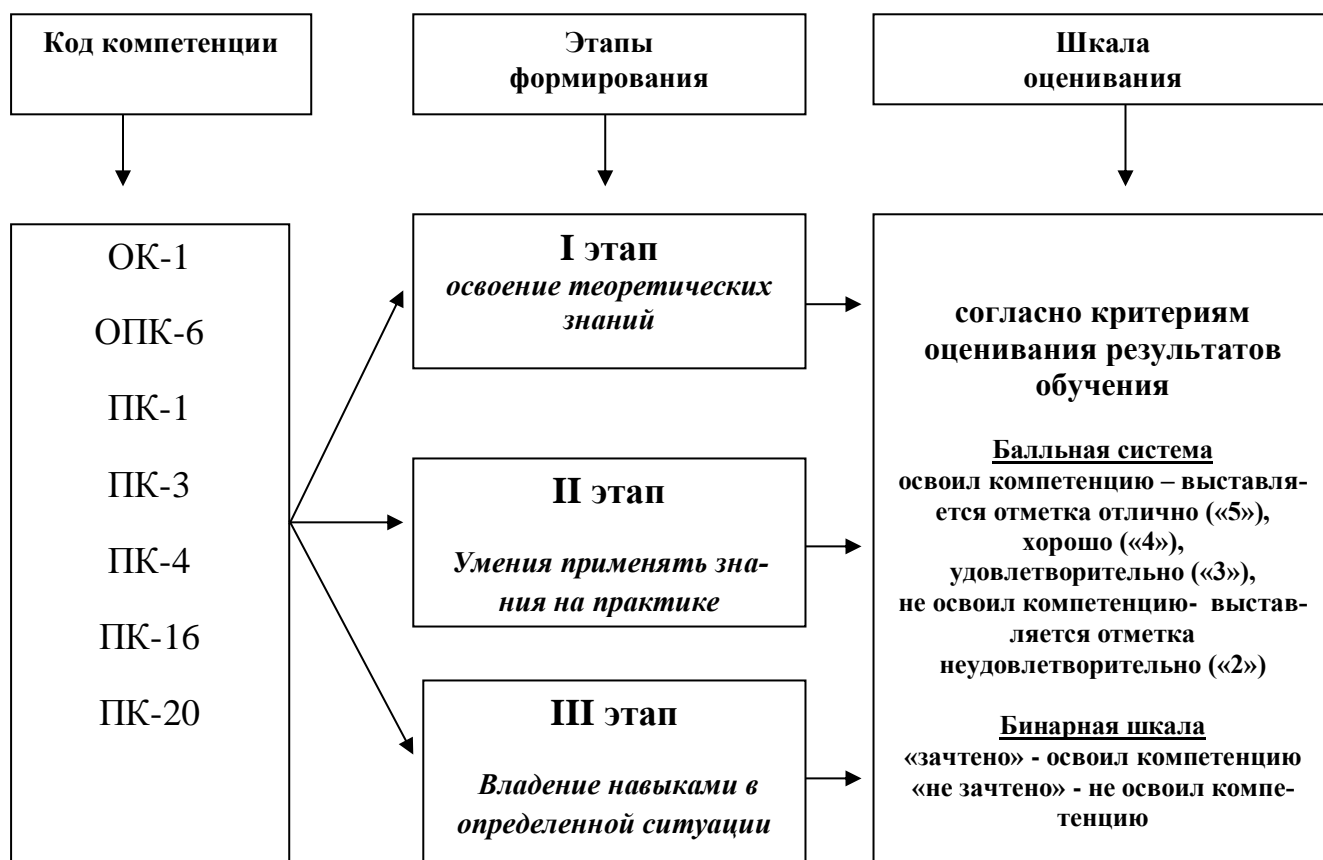 Код компетенции
Этапы
формирования
Шкала
оценивания
ОК-1
ОПК-6
ПК-1
ПК-3
ПК-4
ПК-16
ПК-20
I этап
освоение теоретических
знаний
II этап
Умения применять зна-
ния на практике
III этап
Владение навыками в
определенной ситуации
согласно критериям
оценивания результатов
обучения
Балльная система
освоил компетенцию – выставля-
ется отметка отлично («5»),
хорошо («4»),
удовлетворительно («3»),
не освоил компетенцию- выстав-
ляется отметка
неудовлетворительно («2»)
Бинарная шкала
«зачтено» - освоил компетенцию
«не зачтено» - не освоил компе-
тенцию